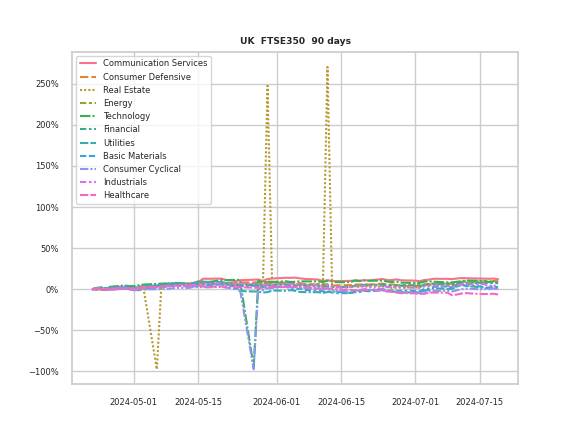 UK FTSE350 90 days
Communication Services
Consumer Defensive
Real Estate
Energy
Technology
Financial
Utilities
Basic Materials
Consumer Cyclical
Industrials
Healthcare
250%
200%
150%
100%
50%
0%
−50%
−100%
2024-05-01 2024-05-15 2024-06-01 2024-06-15 2024-07-01 2024-07-15